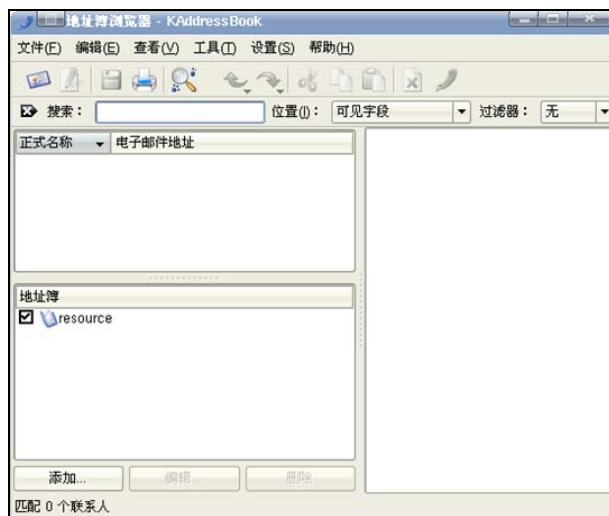 地址簿浏览器 - KAddressBook
文件(F) 编辑(E) 查看(V) 工具(T) 设置(S) 帮助(H)
搜索： 位置(I)： 可见字段 过滤器： 无
正式名称 电子邮件地址
地址簿
resource
添加... 编辑... 删除
匹配 0 个联系人